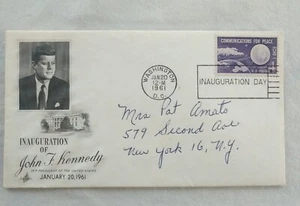 COMMUNICATIONS FOR PEACE
WASHINGTON
JAN 20
1961
D.C.
INAUGURATION DAY
Mrs Pat Amato
579 Second Ave
New York 16, N.Y.
INAUGURATION
OF
John F. Kennedy
35TH PRESIDENT OF THE UNITED STATES
JANUARY 20, 1961